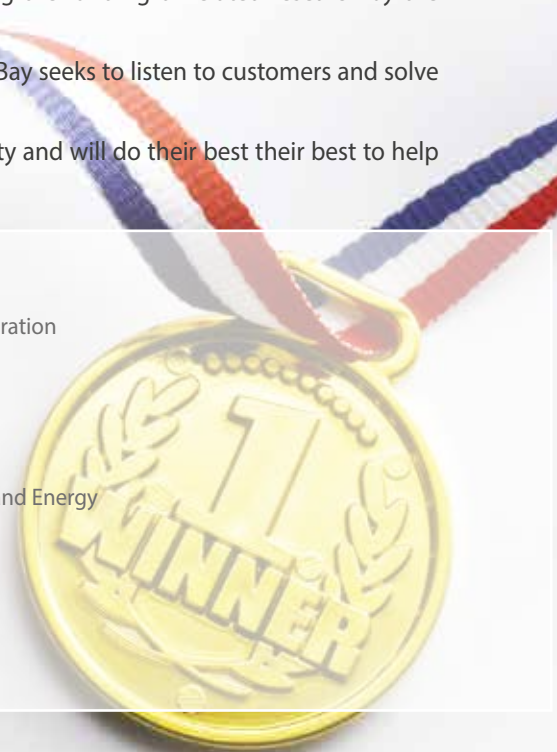 Bay seeks to listen to customers and solve
ty and will do their best their best to help
ration
nd Energy
1
WINNER